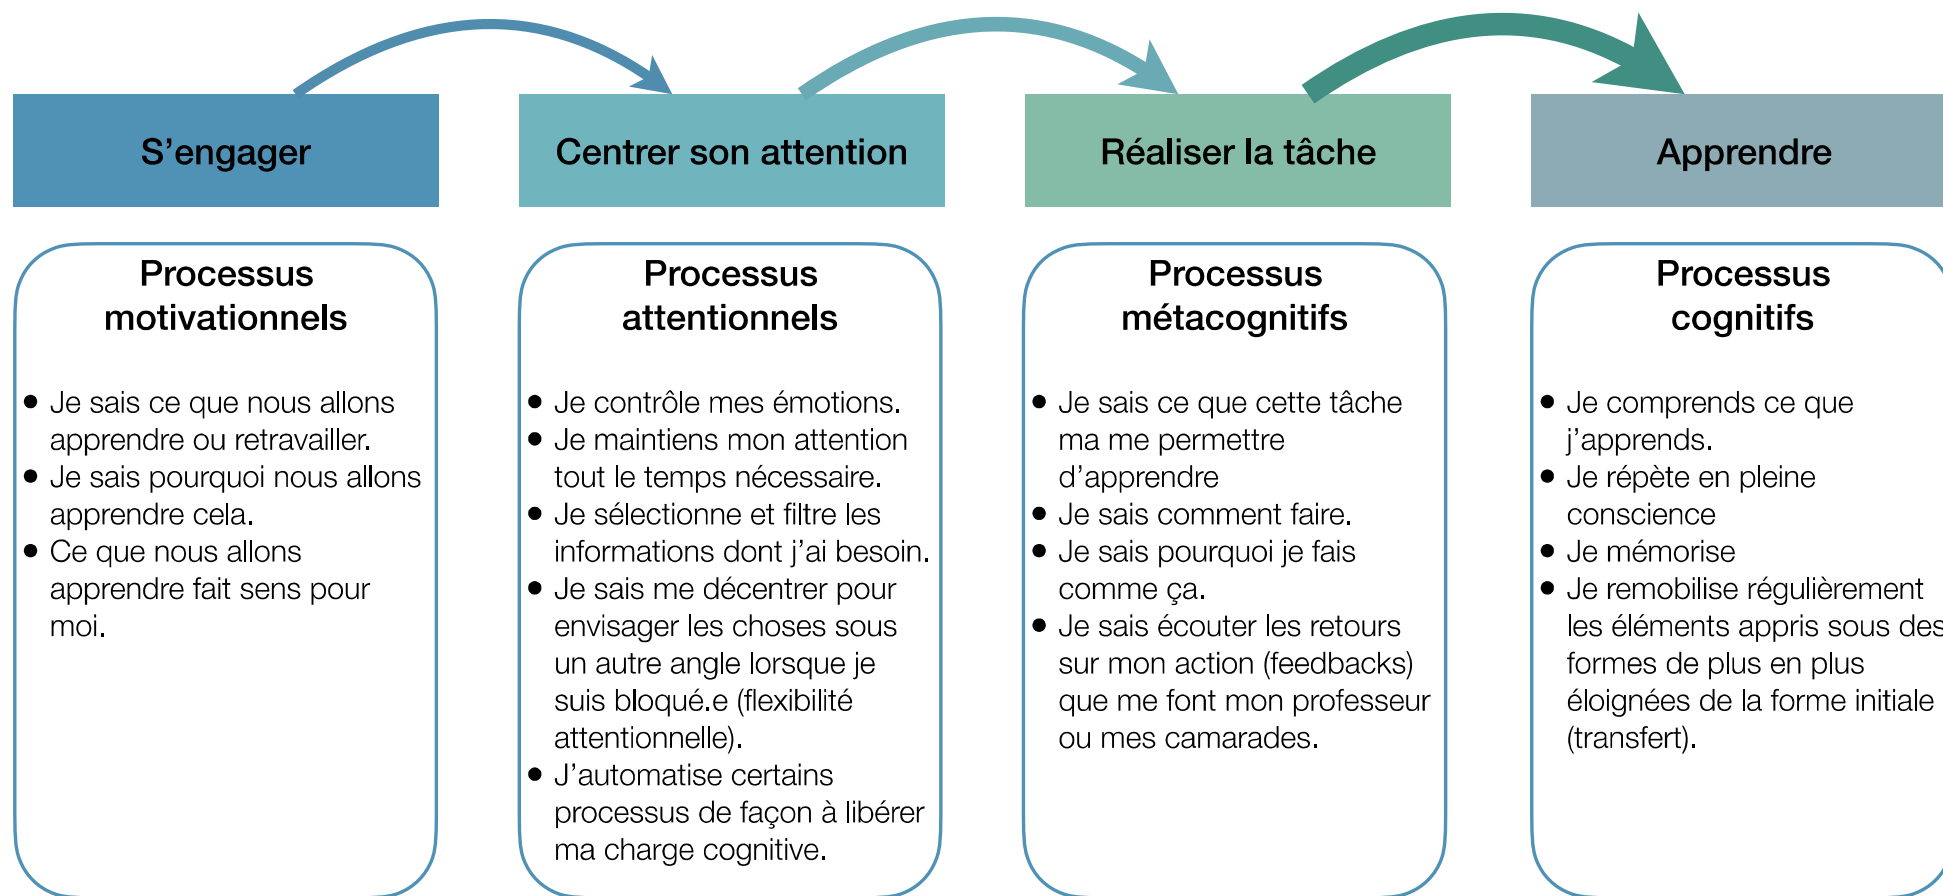 S’engager
Centrer son attention
Réaliser la tâche
Apprendre
Processus
motivationnels
• Je sais ce que nous allons
apprendre ou retravailler.
• Je sais pourquoi nous allons
apprendre cela.
• Ce que nous allons
apprendre fait sens pour
moi.
Processus
attentionnels
• Je contrôle mes émotions.
• Je maintiens mon attention
tout le temps nécessaire.
• Je sélectionne et filtre les
informations dont j’ai besoin.
• Je sais me décentrer pour
envisager les choses sous
un autre angle lorsque je
suis bloqué.e (flexibilité
attentionnelle).
• J’automatise certains
processus de façon à libérer
ma charge cognitive.
Processus
métacognitifs
• Je sais ce que cette tâche
ma me permettre
d’apprendre
• Je sais comment faire.
• Je sais pourquoi je fais
comme ça.
• Je sais écouter les retours
sur mon action (feedbacks)
que me font mon professeur
ou mes camarades.
Processus
cognitifs
• Je comprends ce que
j’apprends.
• Je répète en pleine
conscience
• Je mémorise
• Je remobilise régulièrement
les éléments appris sous des
formes de plus en plus
éloignées de la forme initiale
(transfert).